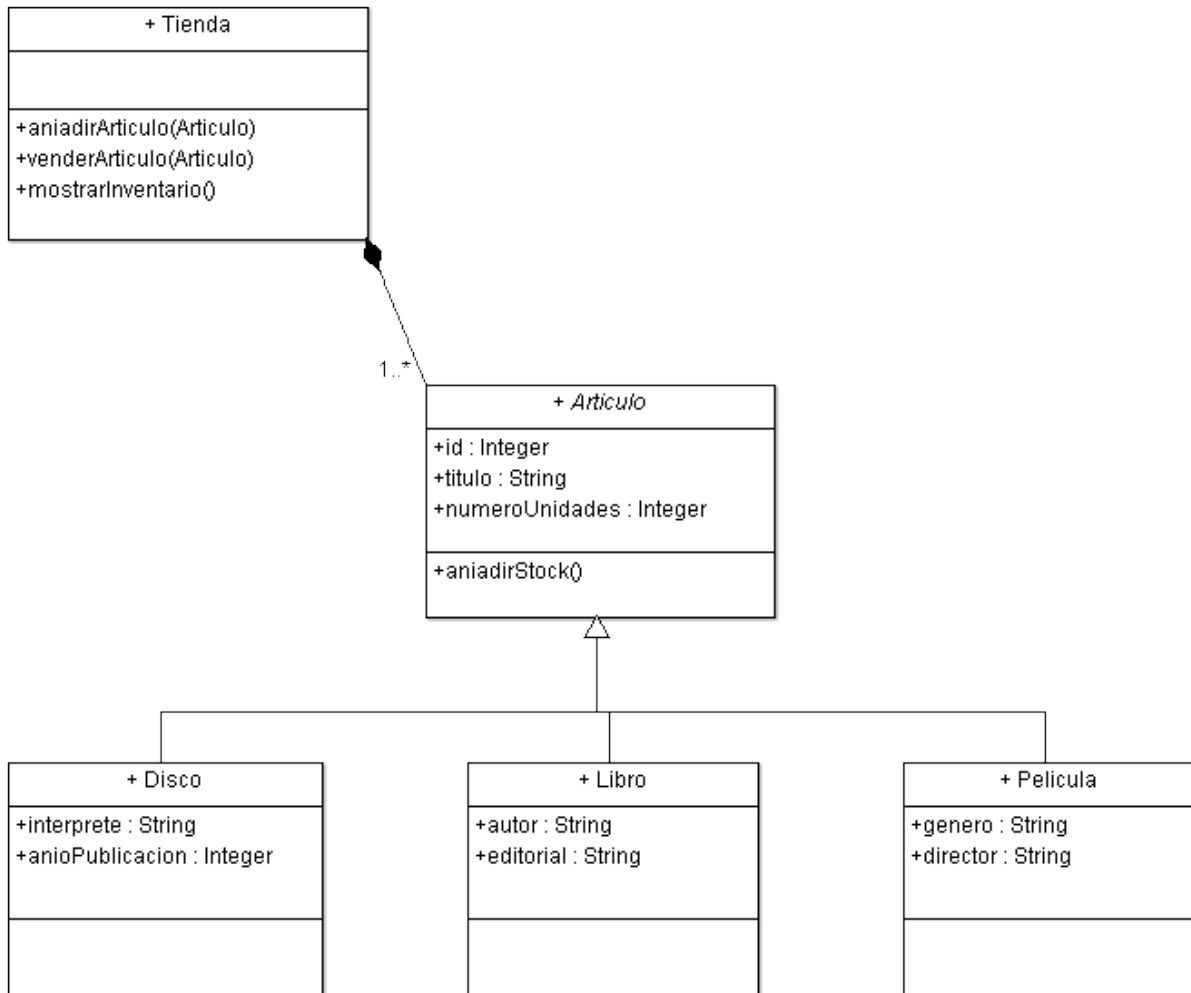 + Tienda
+aniadirArticulo(Articulo)
+venderArticulo(Articulo)
+mostrarInventario()
1..*
+ Articulo
+id : Integer
+titulo : String
+numeroUnidades : Integer
+aniadirStock()
+ Disco
+interprete : String
+anioPublicacion : Integer
+ Libro
+autor : String
+editorial : String
+ Pelicula
+genero : String
+director : String